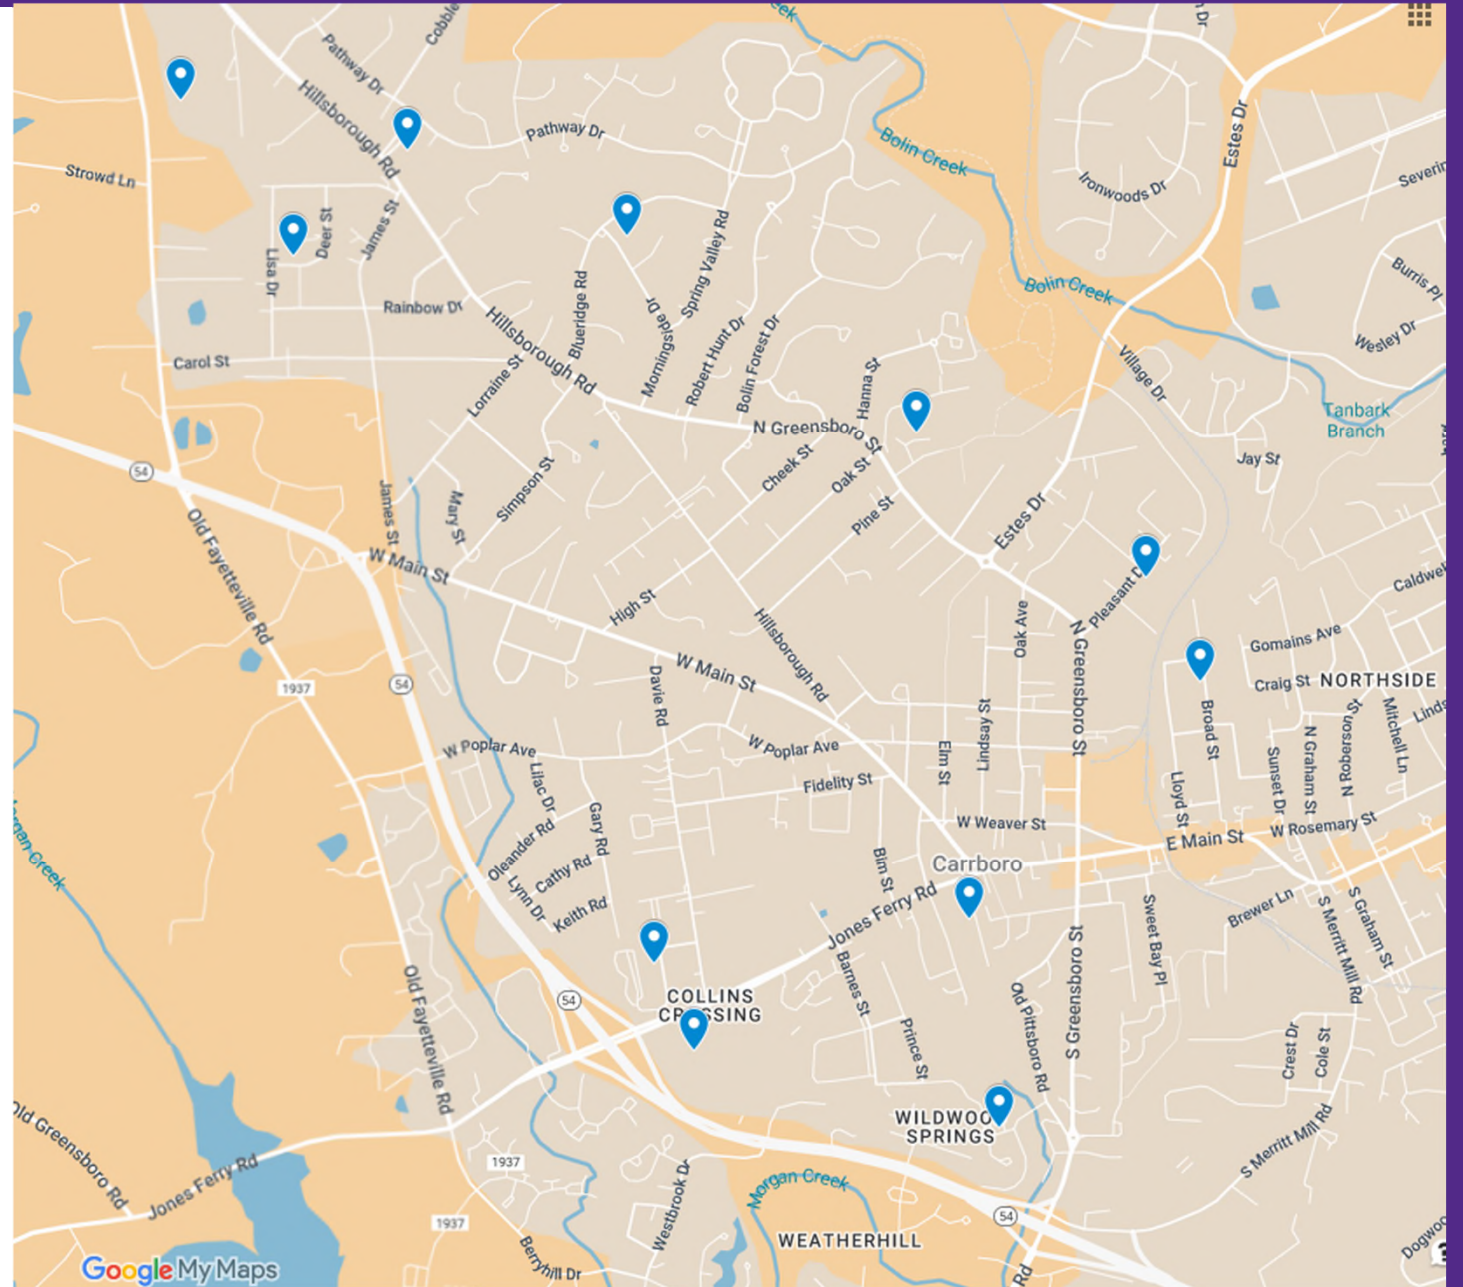 Cobble
Pathway Dr
Hillsborough Rd
Pathway Dr
Bolin Creek
Estes Dr
Strowd Ln
Ironwoods Dr
Deer St
James St
Lisa Dr
Spring Valley Rd
Burris Pl
Bolin Creek
Rainbow Dr
Blueridge Rd
Morningside Dr
Hillsborough Rd
Robert Hunt Dr
Bolin Forest Dr
Wesley Dr
Village Dr
Carol St
Lorraine St
Hanna St
Tanbark
Branch
N Greensboro St
Jay St
54
Cheek St
Oak St
Simpson St
Mary St
James St
Pine St
Estes Dr
Old Fayetteville Rd
W Main St
Pleasant
High St
Oak Ave
Hillsborough Rd
N Greensboro St
Gomains Ave
W Main St
Craig St
NORTHSIDE
1937
54
Davie Rd
Lindsay St
Broad St
N Graham St
N Roberson St
Mitchell Ln
W Poplar Ave
W Poplar Ave
Elm St
Sunset Dr
Lilac Dr
Fidelity St
Lloyd St
Gary Rd
W Weaver St
W Rosemary St
E Main St
Oleander Rd
Carrboro
Cathy Rd
Bim St
Lynn Dr
Keith Rd
Jones Ferry Rd
Sweet Bay Pl
Brewer Ln
S Merritt Mill Rd
S Graham St
54
COLLINS
Barnes St
Old Pittsboro Rd
S Greensboro St
Old Fayetteville Rd
Prince St
Crest Dr
Cole St
WILDWOO
SPRINGS
Old Greensboro Rd
S Merritt Mill Rd
Jones Ferry Rd
1937
Morgan Creek
Westbrook Dr
1937
54
WEATHERHILL
Berryhill Dr
Rd
Google My Maps